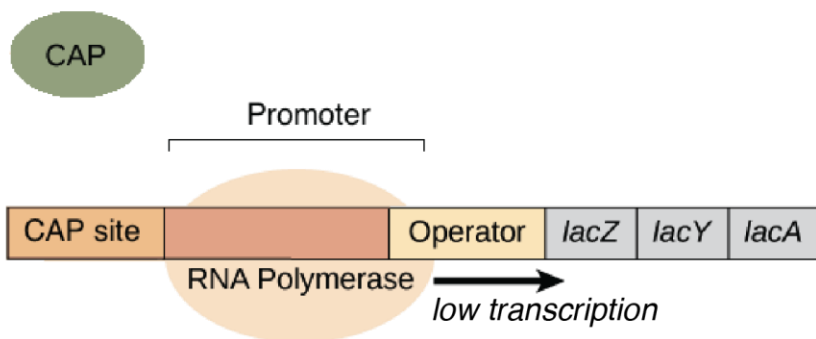 CAP
Promoter
CAP site Operator lacZ lacY lacA
RNA Polymerase
low transcription